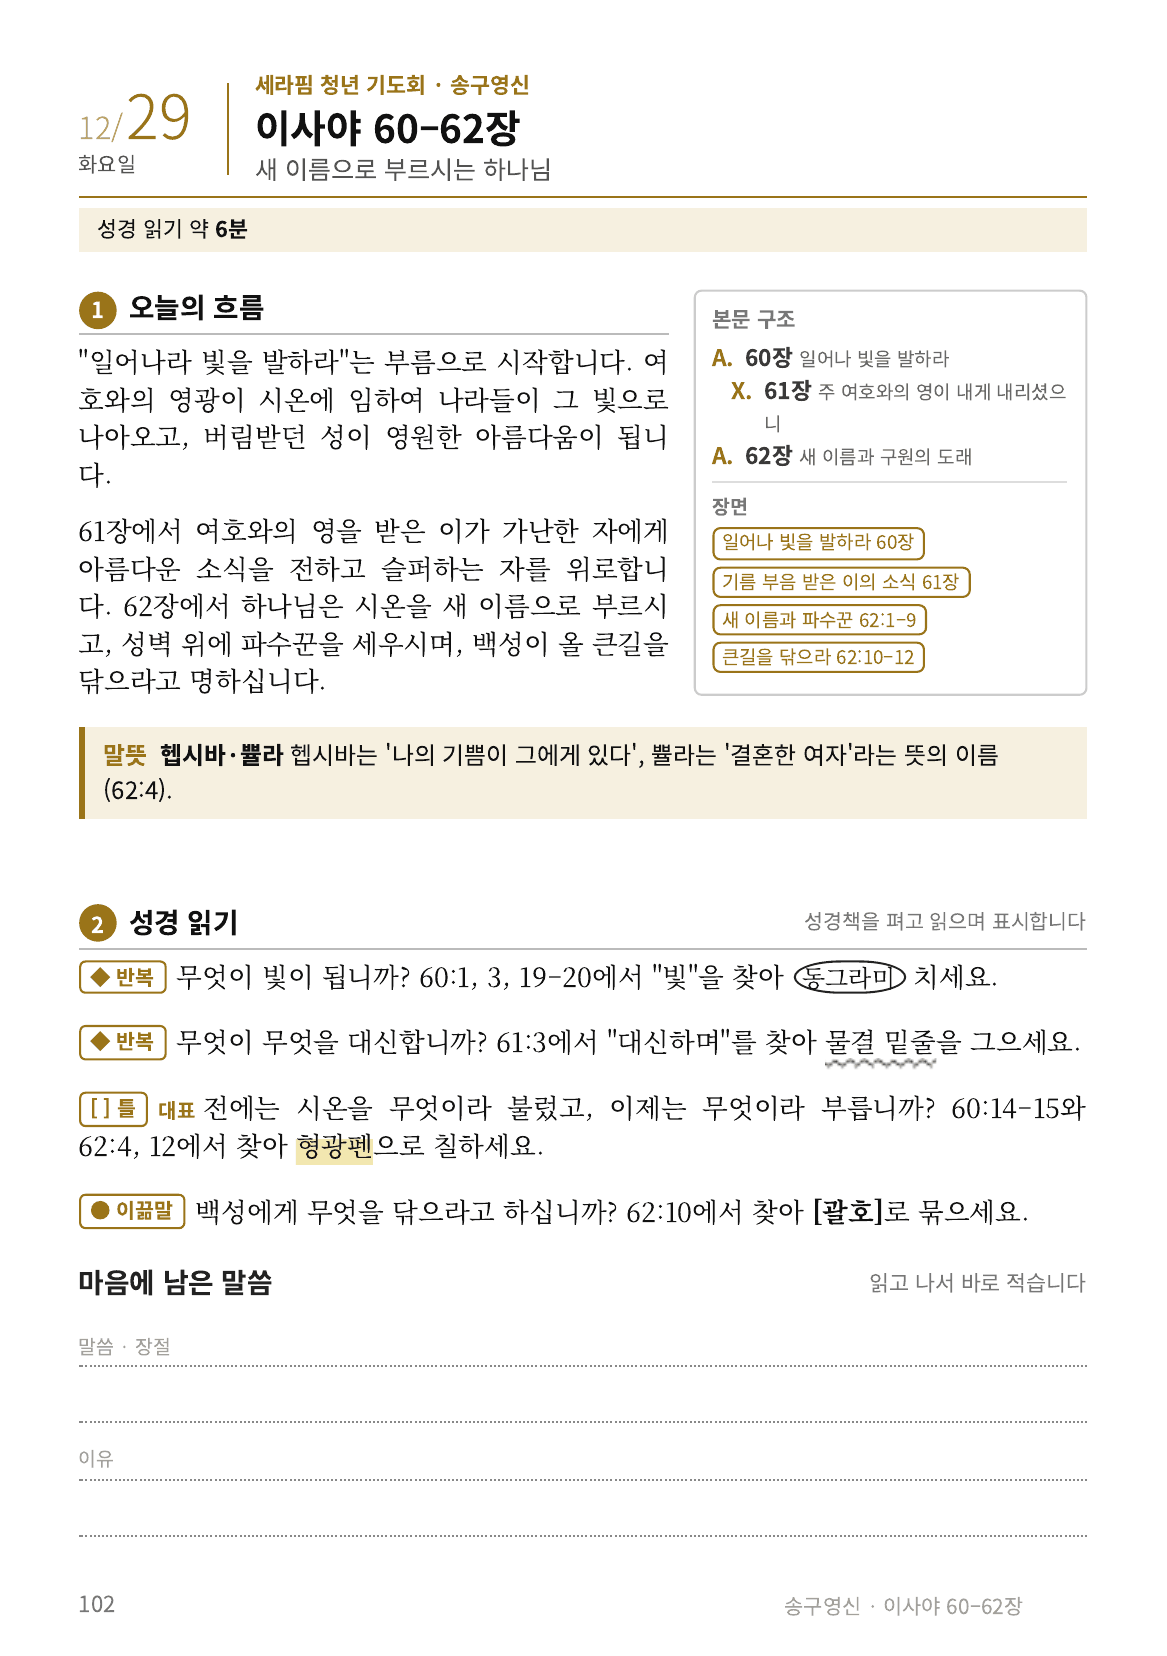 12/29
화요일
세라핌 청년 기도회 · 송구영신
이사야 60–62장
새 이름으로 부르시는 하나님
성경 읽기 약 6분
1 오늘의 흐름
"일어나라 빛을 발하라"는 부름으로 시작합니다. 여
호와의 영광이 시온에 임하여 나라들이 그 빛으로
나아오고, 버림받던 성이 영원한 아름다움이 됩니
다.
61장에서 여호와의 영을 받은 이가 가난한 자에게
아름다운 소식을 전하고 슬퍼하는 자를 위로합니
다. 62장에서 하나님은 시온을 새 이름으로 부르시
고, 성벽 위에 파수꾼을 세우시며, 백성이 올 큰길을
닦으라고 명하십니다.
본문 구조
A. 60장 일어나 빛을 발하라
X. 61장 주 여호와의 영이 내게 내리셨으
니
A. 62장 새 이름과 구원의 도래
장면
일어나 빛을 발하라 60장
기름 부음 받은 이의 소식 61장
새 이름과 파수꾼 62:1–9
큰길을 닦으라 62:10–12
말뜻 헵시바·쁄라 헵시바는 '나의 기쁨이 그에게 있다', 쁄라는 '결혼한 여자'라는 뜻의 이름
(62:4).
2 성경 읽기
성경책을 펴고 읽으며 표시합니다
◆ 반복 무엇이 빛이 됩니까? 60:1, 3, 19–20에서 "빛"을 찾아 동그라미 치세요.
◆ 반복 무엇이 무엇을 대신합니까? 61:3에서 "대신하며"를 찾아 물결 밑줄을 그으세요.
[ ] 틀 대표 전에는 시온을 무엇이라 불렀고, 이제는 무엇이라 부릅니까? 60:14–15와
62:4, 12에서 찾아 형광펜으로 칠하세요.
● 이끎말 백성에게 무엇을 닦으라고 하십니까? 62:10에서 찾아 [괄호]로 묶으세요.
마음에 남은 말씀
읽고 나서 바로 적습니다
말씀 · 장절
이유
102
송구영신 · 이사야 60–62장